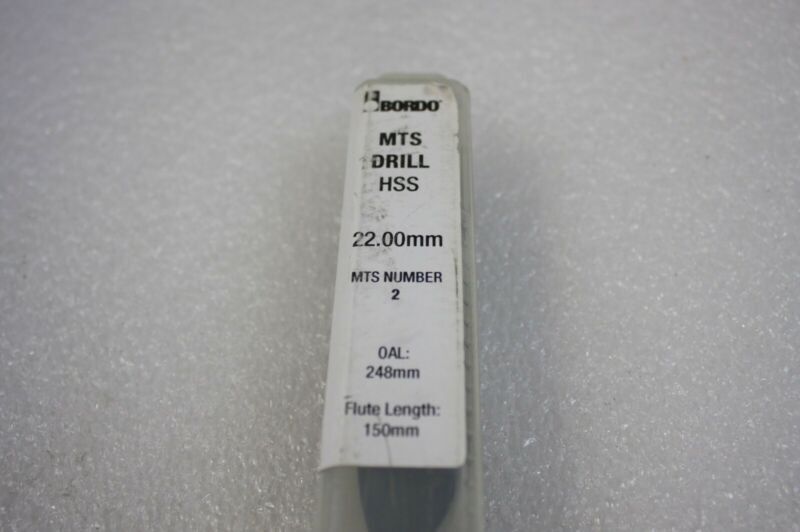 BORDO
MTS
DRILL
HSS
22.00mm
MTS NUMBER
2
OAL:
248mm
Flute Length:
150mm